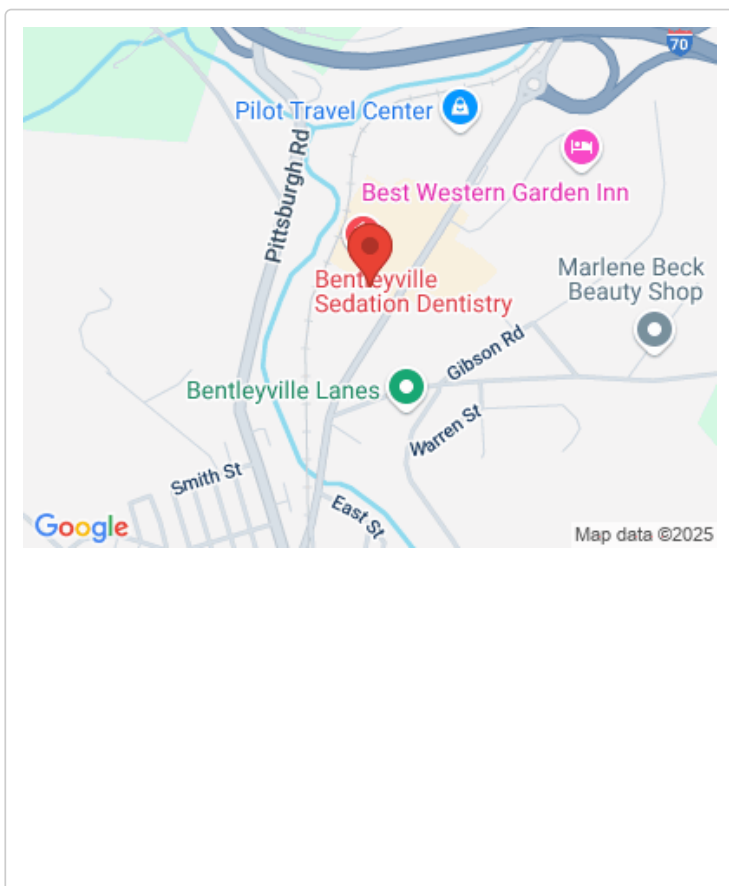 70
Pilot Travel Center
Pittsburgh Rd
Best Western Garden Inn
Bentleyville
Sedation Dentistry
Marlene Beck
Beauty Shop
Gibson Rd
Bentleyville Lanes
Warren St
Smith St
East St
Google
Map data ©2025